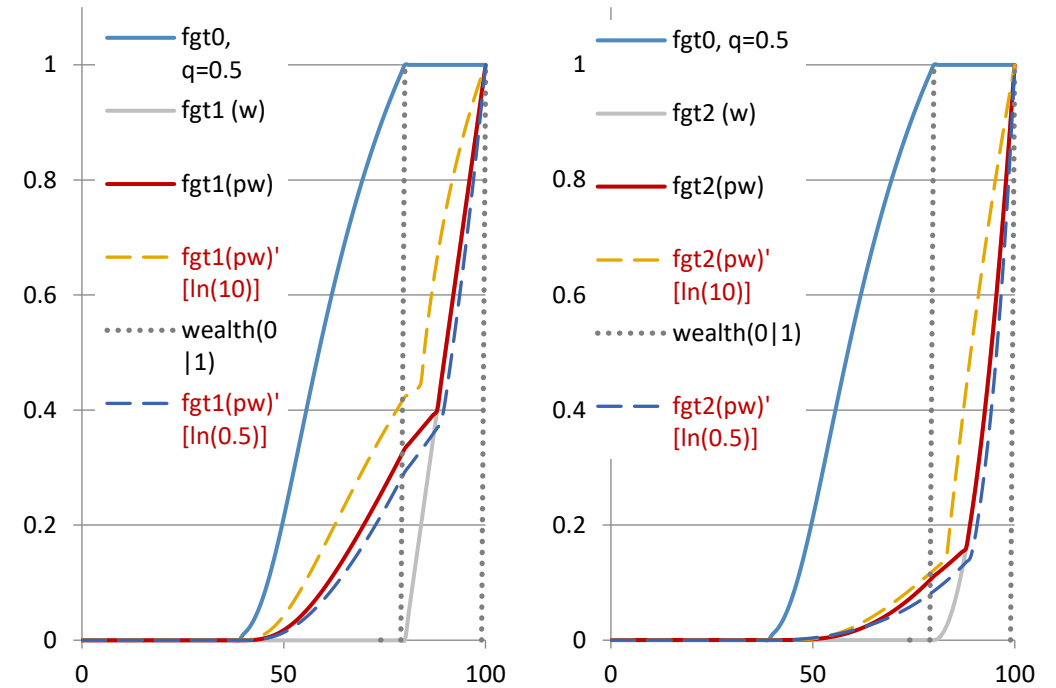 fgt0,
q=0.5
fgt1 (w)
fgt1(pw)
fgt1(pw)'
[ln(10)]
wealth(0
|1)
fgt1(pw)'
[ln(0.5)]
1
0.8
0.6
0.4
0.2
0
0
50
100
fgt0, q=0.5
fgt2 (w)
fgt2(pw)
fgt2(pw)'
[ln(10)]
wealth(0|1)
fgt2(pw)'
[ln(0.5)]
1
0.8
0.6
0.4
0.2
0
0
50
100